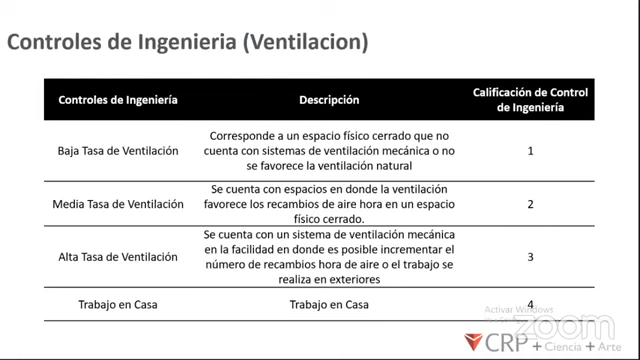 Controles de Ingenieria (Ventilacion)
Controles de Ingeniería
Descripción
Calificación de Control
de Ingeniería
Baja Tasa de Ventilación
Corresponde a un espacio físico cerrado que no
cuenta con sistemas de ventilación mecánica o no
se favorece la ventilación natural
1
Media Tasa de Ventilación
Se cuenta con espacios en donde la ventilación
favorece los recambios de aire hora en un espacio
físico cerrado.
2
Alta Tasa de Ventilación
Se cuenta con un sistema de ventilación mecánica
en la facilidad en donde es posible incrementar el
número de recambios hora de aire o el trabajo se
realiza en exteriores
3
Trabajo en Casa
Trabajo en Casa
4
Activar Windows
zoom
CRP+Ciencia+Arte